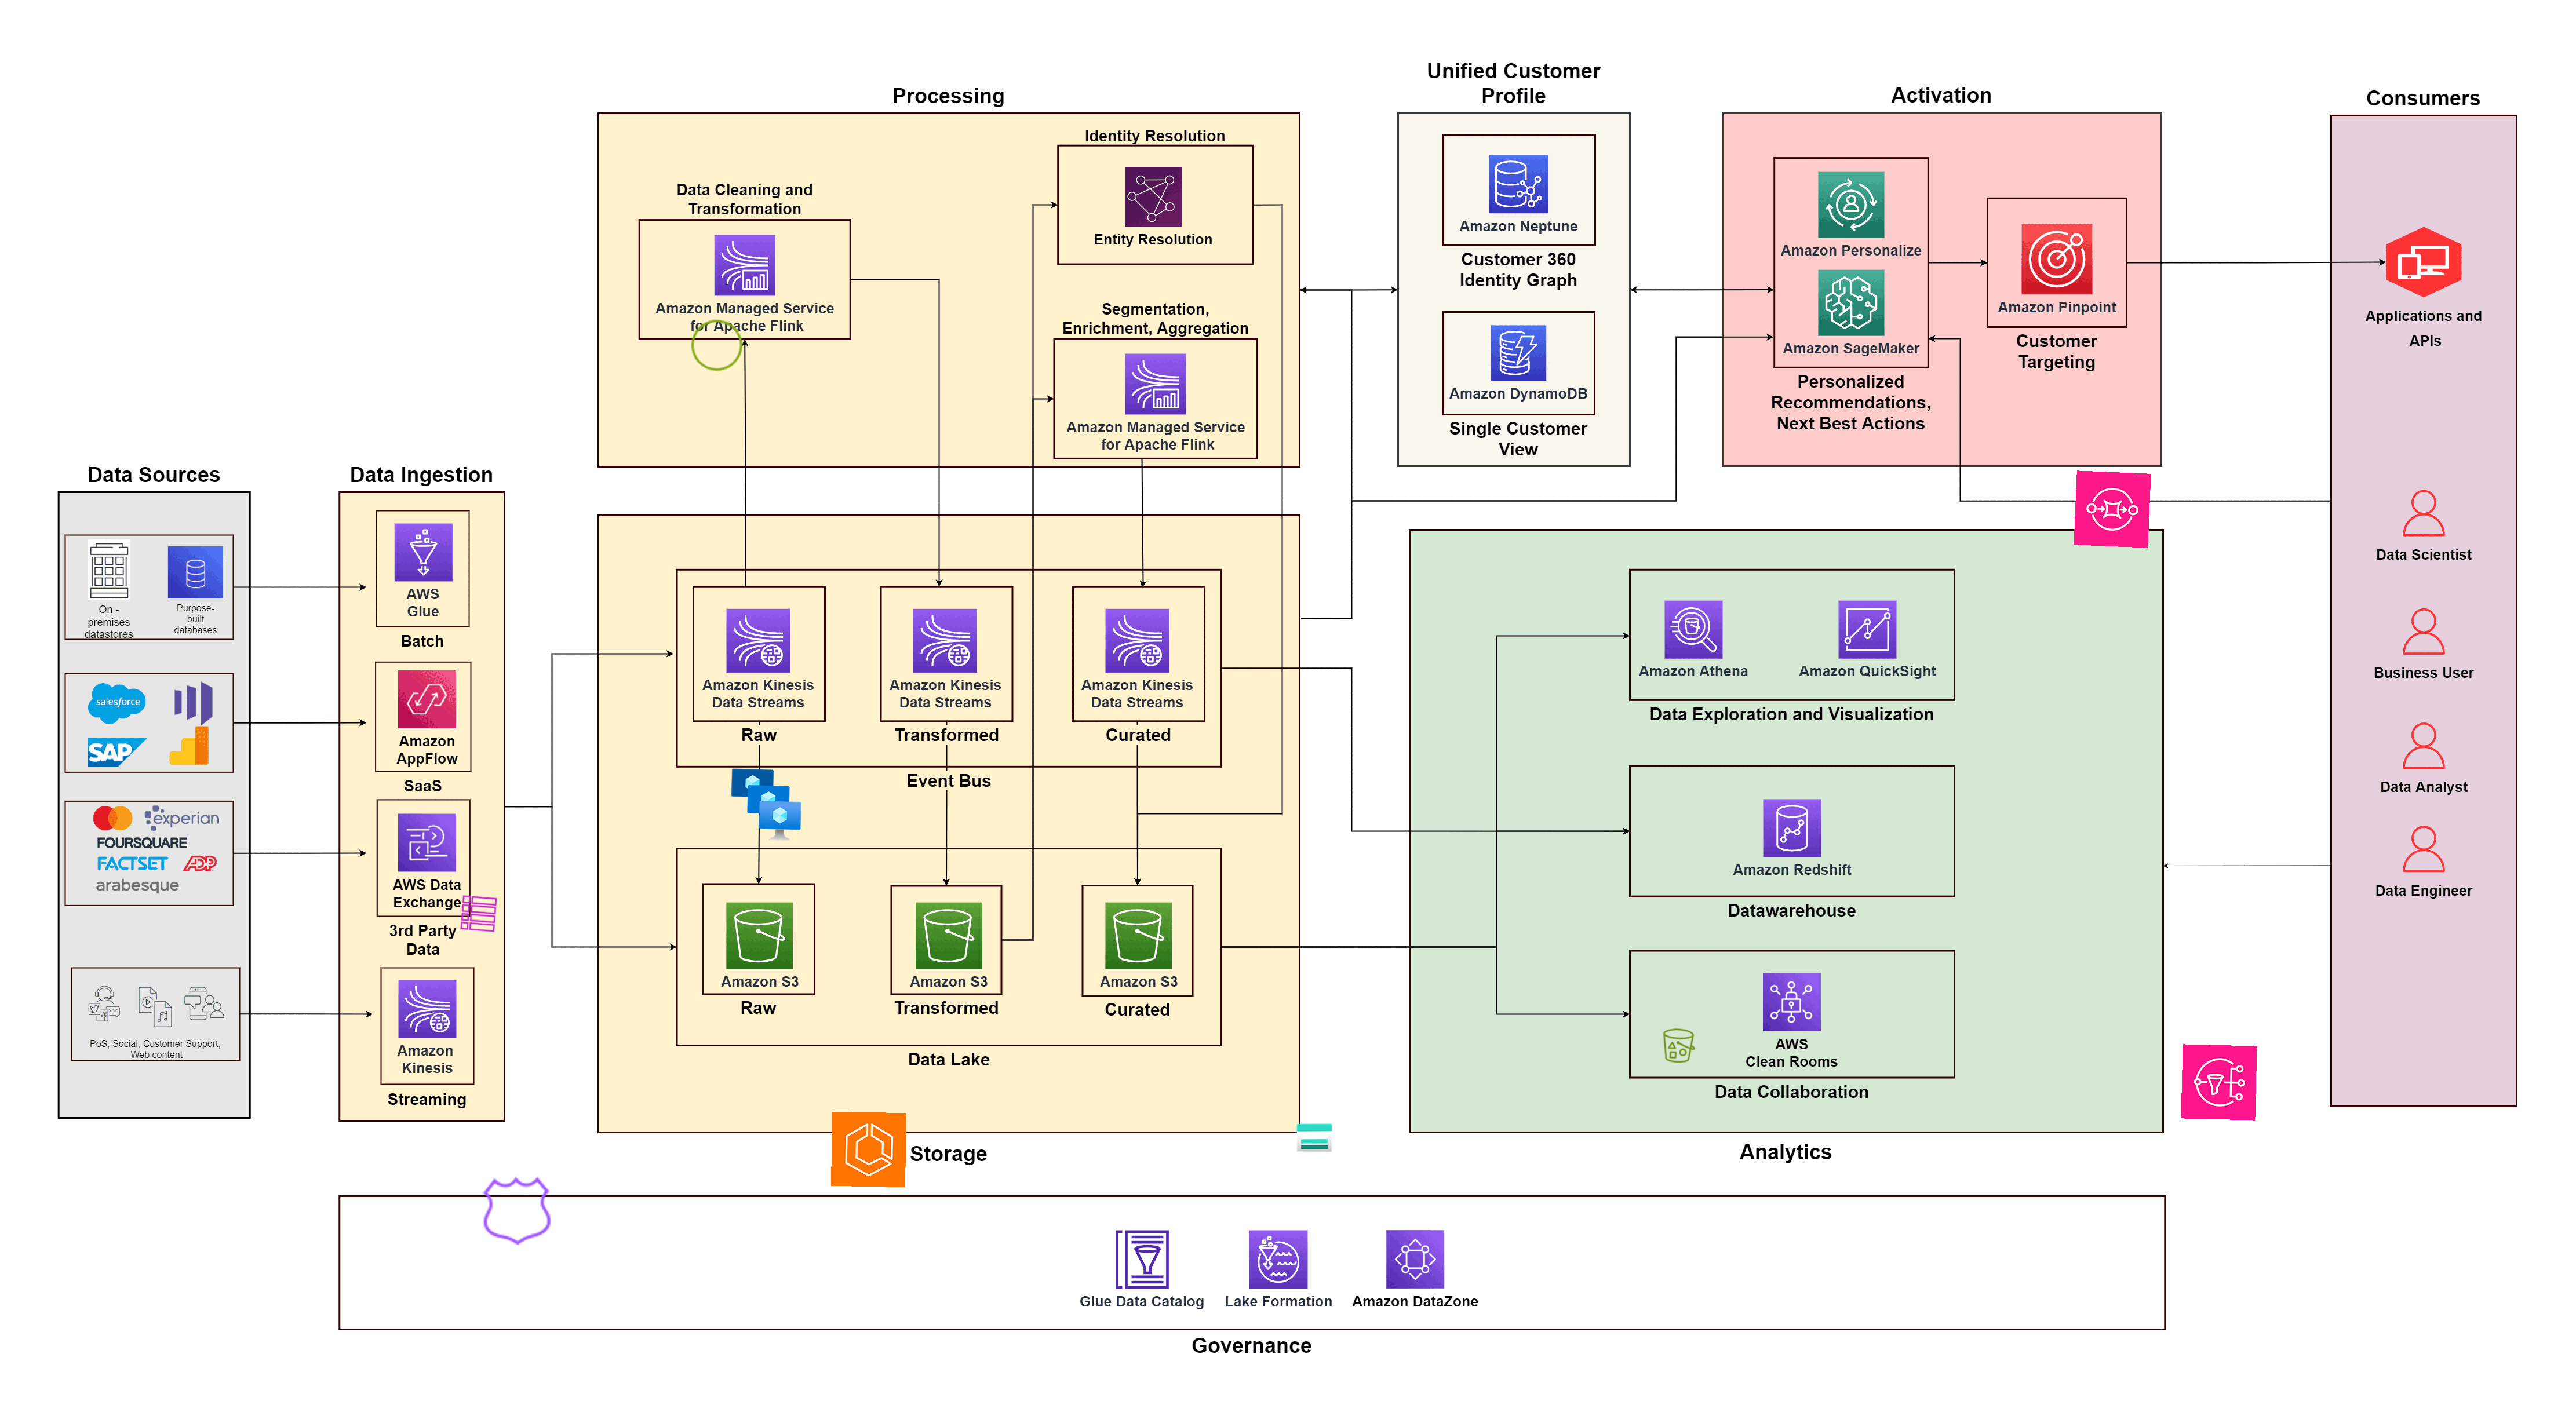 Processing
Unified Customer
Profile
Activation
Consumers
Identity Resolution
Entity Resolution
Data Cleaning and
Transformation
Amazon Managed Service
for Apache Flink
Segmentation,
Enrichment, Aggregation
Amazon Managed Service
for Apache Flink
Amazon Neptune
Customer 360
Identity Graph
Amazon DynamoDB
Single Customer
View
Amazon Personalize
Amazon SageMaker
Personalized
Recommendations,
Next Best Actions
Amazon Pinpoint
Customer
Targeting
Applications and
APIs
Data Scientist
Business User
Data Analyst
Data Engineer
Data Sources
On -
premises
datastores
Purpose-
built
databases
salesforce
SAP
experian
FOURSQUARE
FACTSET
ADP
arabesque
PoS, Social, Customer Support,
Web content
Data Ingestion
AWS
Glue
Batch
Amazon
AppFlow
SaaS
AWS Data
Exchange
3rd Party
Data
Amazon
Kinesis
Streaming
Amazon Kinesis
Data Streams
Raw
Amazon Kinesis
Data Streams
Transformed
Amazon Kinesis
Data Streams
Curated
Event Bus
Amazon S3
Raw
Amazon S3
Transformed
Amazon S3
Curated
Data Lake
Storage
Amazon Athena
Amazon QuickSight
Data Exploration and Visualization
Amazon Redshift
Datawarehouse
AWS
Clean Rooms
Data Collaboration
Analytics
Glue Data Catalog
Lake Formation
Amazon DataZone
Governance